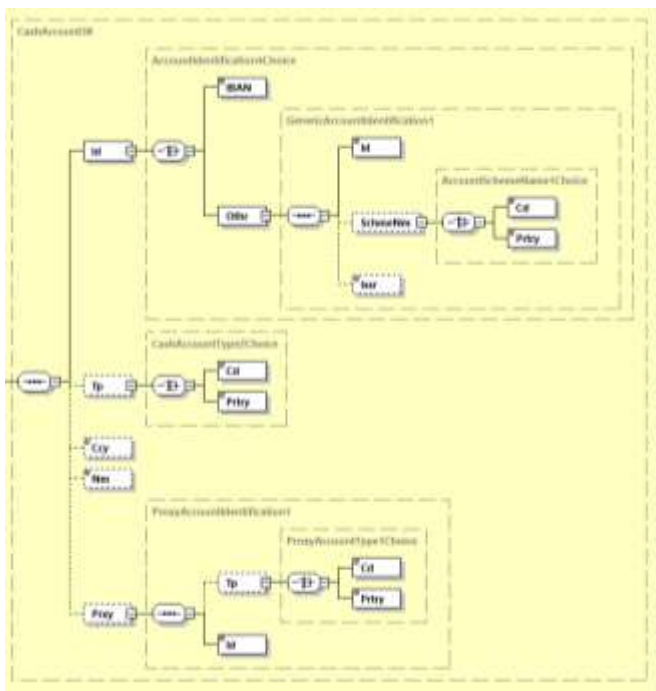 CashAccount38
AccountIdentification4Choice
IBAN
GenericAccountIdentification1
Id
Id
AccountSchemeName1Choice
Othr
SchmeNm
Cd
Prtry
Issr
CashAccountType2Choice
Tp
Cd
Prtry
Ccy
Nm
ProxyAccountIdentification1
ProxyAccountType1Choice
Tp
Cd
Prtry
Prxy
Id